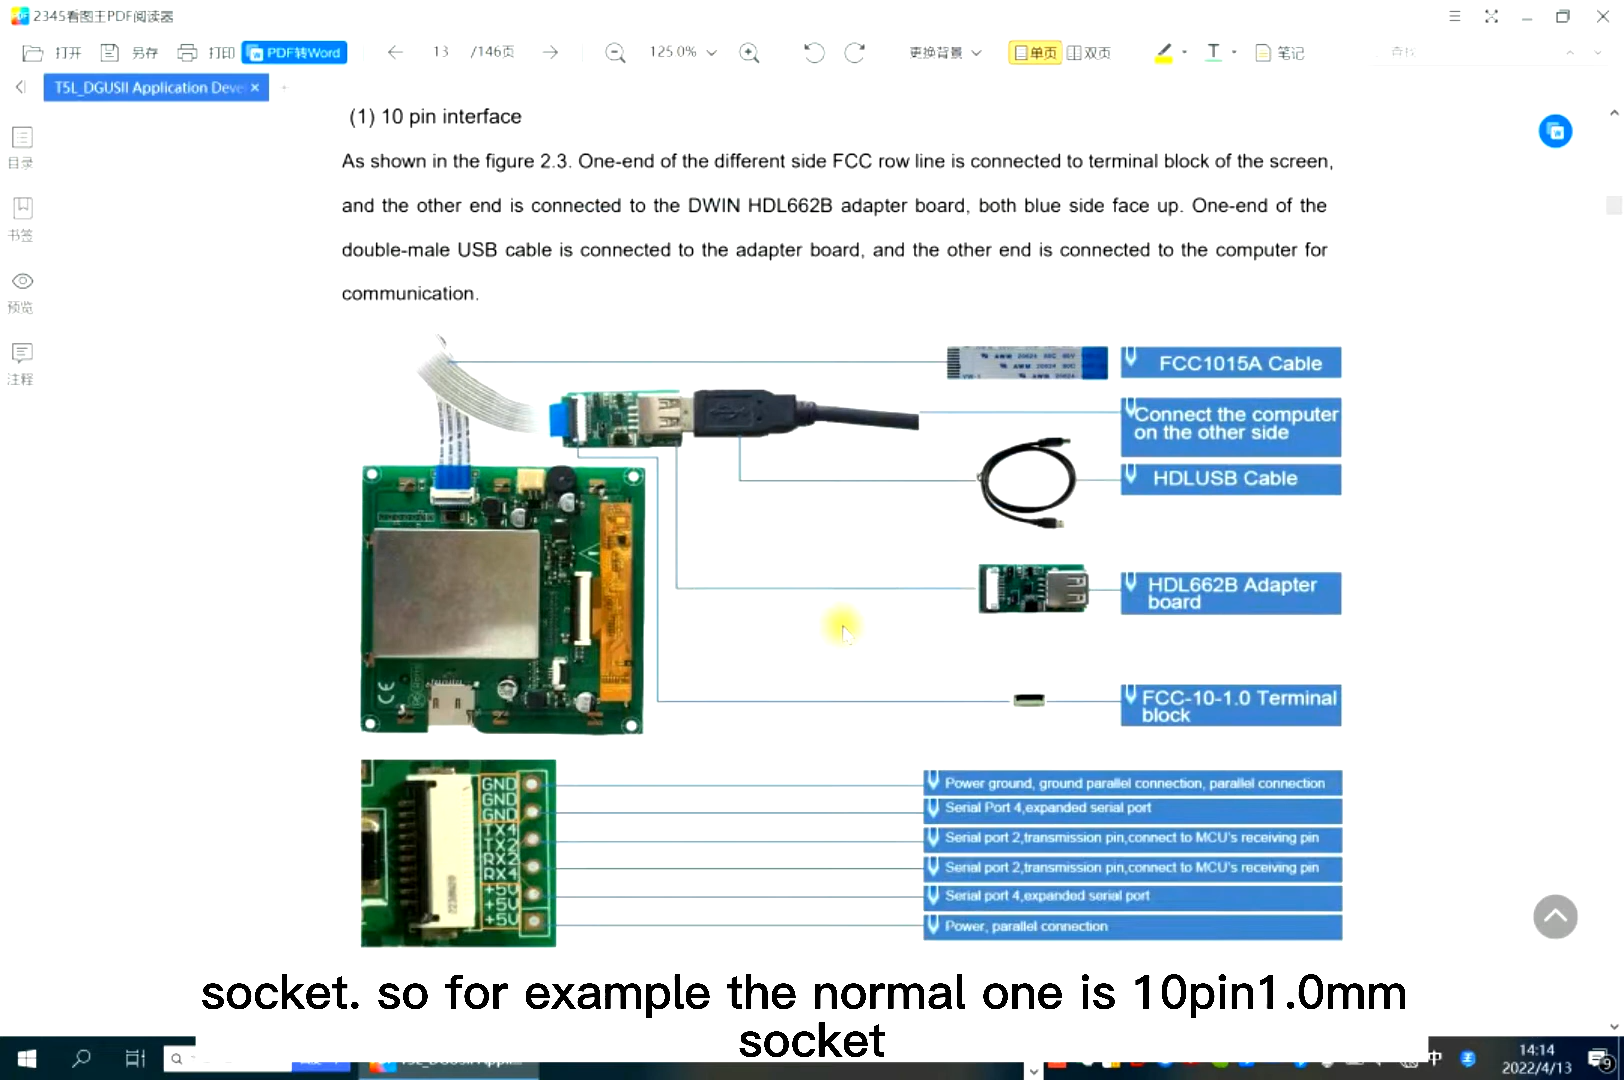 2345看图王PDF阅读器
打开 另存 打印 PDF转Word 13 /146页 125.0% 更换背景 单页 双页 T 笔记 查找
T5L_DGUSII Application Deve
目录
书签
预览
注释
(1) 10 pin interface
As shown in the figure 2.3. One-end of the different side FCC row line is connected to terminal block of the screen,
and the other end is connected to the DWIN HDL662B adapter board, both blue side face up. One-end of the
double-male USB cable is connected to the adapter board, and the other end is connected to the computer for
communication.
FCC1015A Cable
Connect the computer
on the other side
HDLUSB Cable
HDL662B Adapter
board
FCC-10-1.0 Terminal
block
CE
GND
GND
GND
TX4
TX2
RX2
RX4
+5V
+5V
+5V
Power ground, ground parallel connection, parallel connection
Serial Port 4,expanded serial port
Serial port 2,transmission pin,connect to MCU's receiving pin
Serial port 2,transmission pin,connect to MCU's receiving pin
Serial port 4,expanded serial port
Power, parallel connection
socket. so for example the normal one is 10pin1.0mm
socket
中
14:14
2022/4/13
9